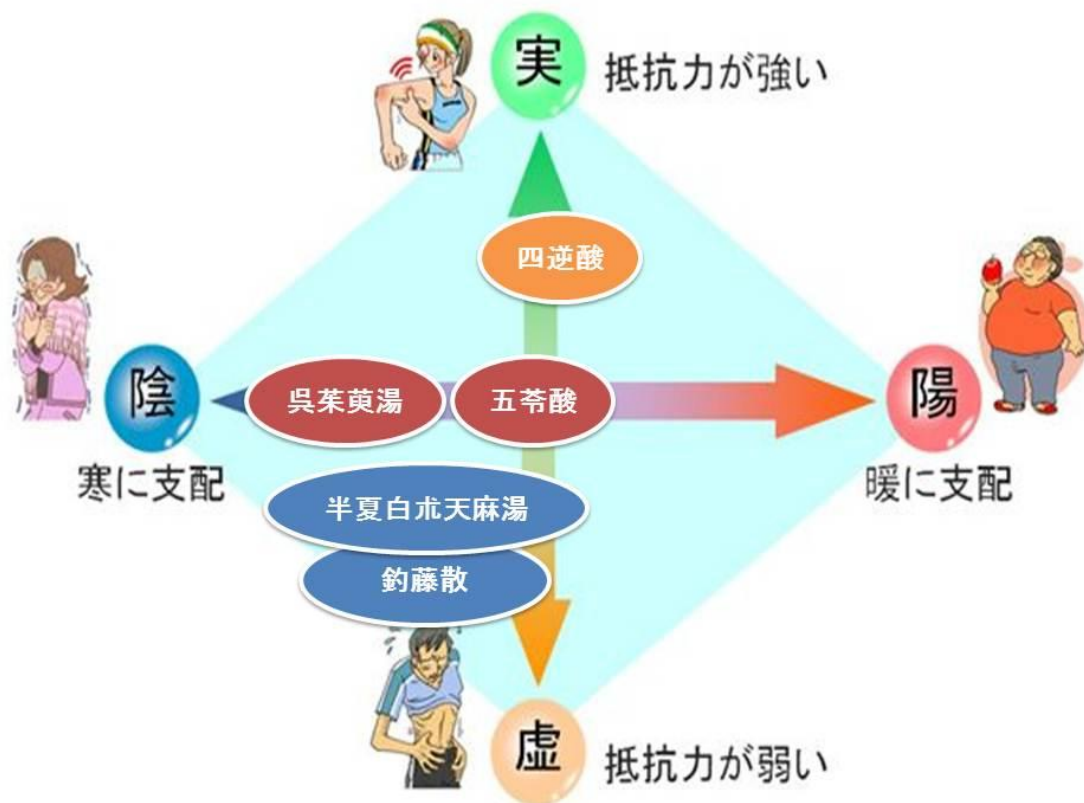 実
抵抗力が強い
四逆酸
陰
呉茱萸湯
五苓酸
陽
寒に支配
暖に支配
半夏白朮天麻湯
釣藤散
虚
抵抗力が弱い